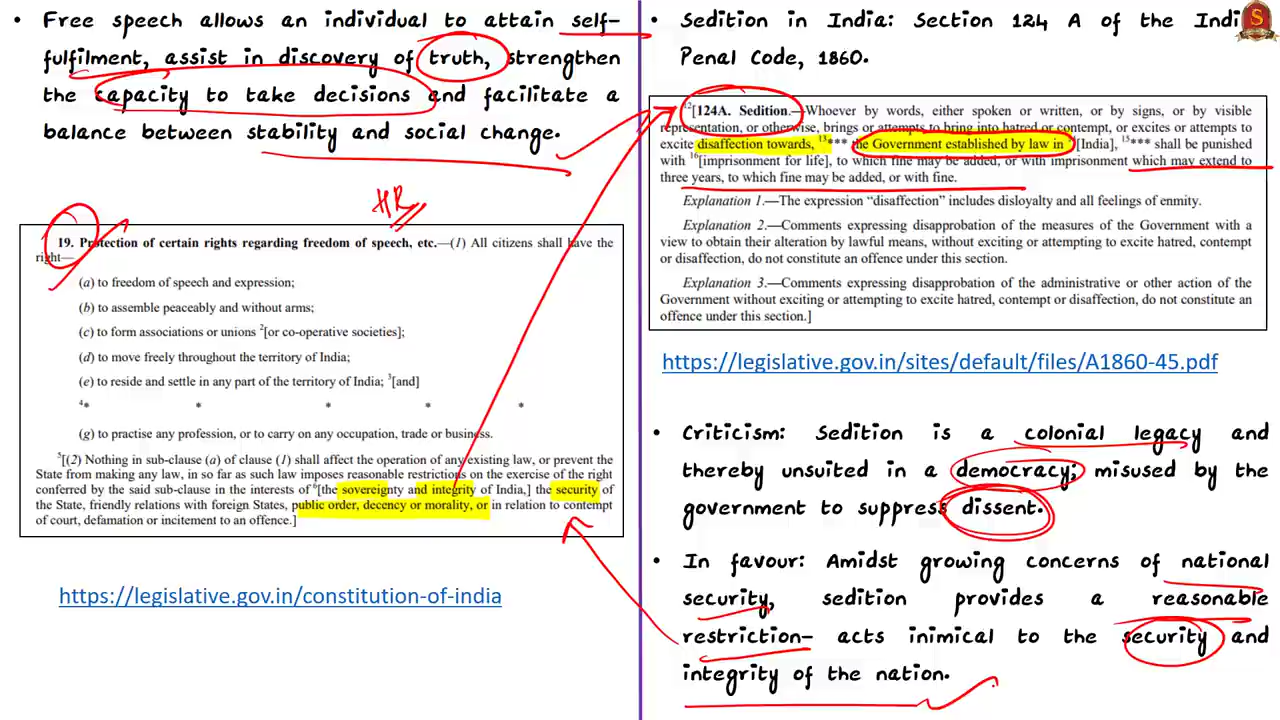 • Free speech allows an individual to attain self-
fulfilment, assist in discovery of truth, strengthen
the capacity to take decisions and facilitate a
balance between stability and social change.
HR
19. Protection of certain rights regarding freedom of speech, etc.—(1) All citizens shall have the
right—
(a) to freedom of speech and expression;
(b) to assemble peaceably and without arms;
(c) to form associations or unions 2[or co-operative societies];
(d) to move freely throughout the territory of India;
(e) to reside and settle in any part of the territory of India; 3[and]
4* * * * *
(g) to practise any profession, or to carry on any occupation, trade or business.
5[(2) Nothing in sub-clause (a) of clause (1) shall affect the operation of any existing law, or prevent the
State from making any law, in so far as such law imposes reasonable restrictions on the exercise of the right
conferred by the said sub-clause in the interests of 6[the sovereignty and integrity of India,] the security of
the State, friendly relations with foreign States, public order, decency or morality, or in relation to contempt
of court, defamation or incitement to an offence.]
https://legislative.gov.in/constitution-of-india
• Sedition in India: Section 124 A of the Indi
Penal Code, 1860.
12[124A. Sedition.—Whoever by words, either spoken or written, or by signs, or by visible
representation, or otherwise, brings or attempts to bring into hatred or contempt, or excites or attempts to
excite disaffection towards, 13*** the Government established by law in [India], 15*** shall be punished
with 16[imprisonment for life], to which fine may be added, or with imprisonment which may extend to
three years, to which fine may be added, or with fine.
Explanation 1.—The expression “disaffection” includes disloyalty and all feelings of enmity.
Explanation 2.—Comments expressing disapprobation of the measures of the Government with a
view to obtain their alteration by lawful means, without exciting or attempting to excite hatred, contempt
or disaffection, do not constitute an offence under this section.
Explanation 3.—Comments expressing disapprobation of the administrative or other action of the
Government without exciting or attempting to excite hatred, contempt or disaffection, do not constitute an
offence under this section.]
https://legislative.gov.in/sites/default/files/A1860-45.pdf
• Criticism: Sedition is a colonial legacy and
thereby unsuited in a democracy; misused by the
government to suppress dissent.
• In favour: Amidst growing concerns of national
security, sedition provides a reasonable
restriction- acts inimical to the security and
integrity of the nation.